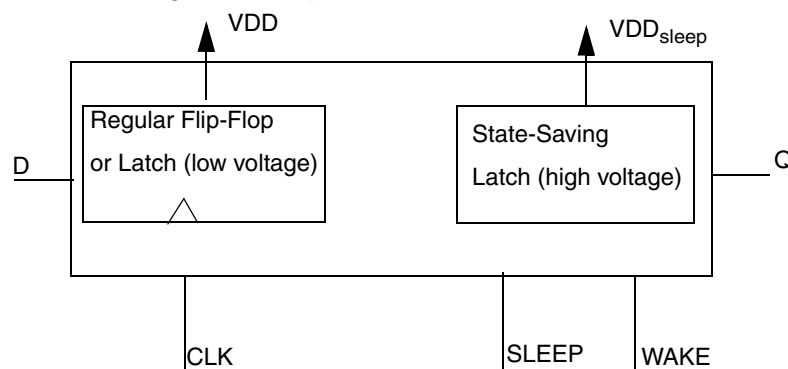 VDD
VDDsleep
Regular Flip-Flop
or Latch (low voltage)
State-Saving
Latch (high voltage)
D
Q
CLK
SLEEP
WAKE